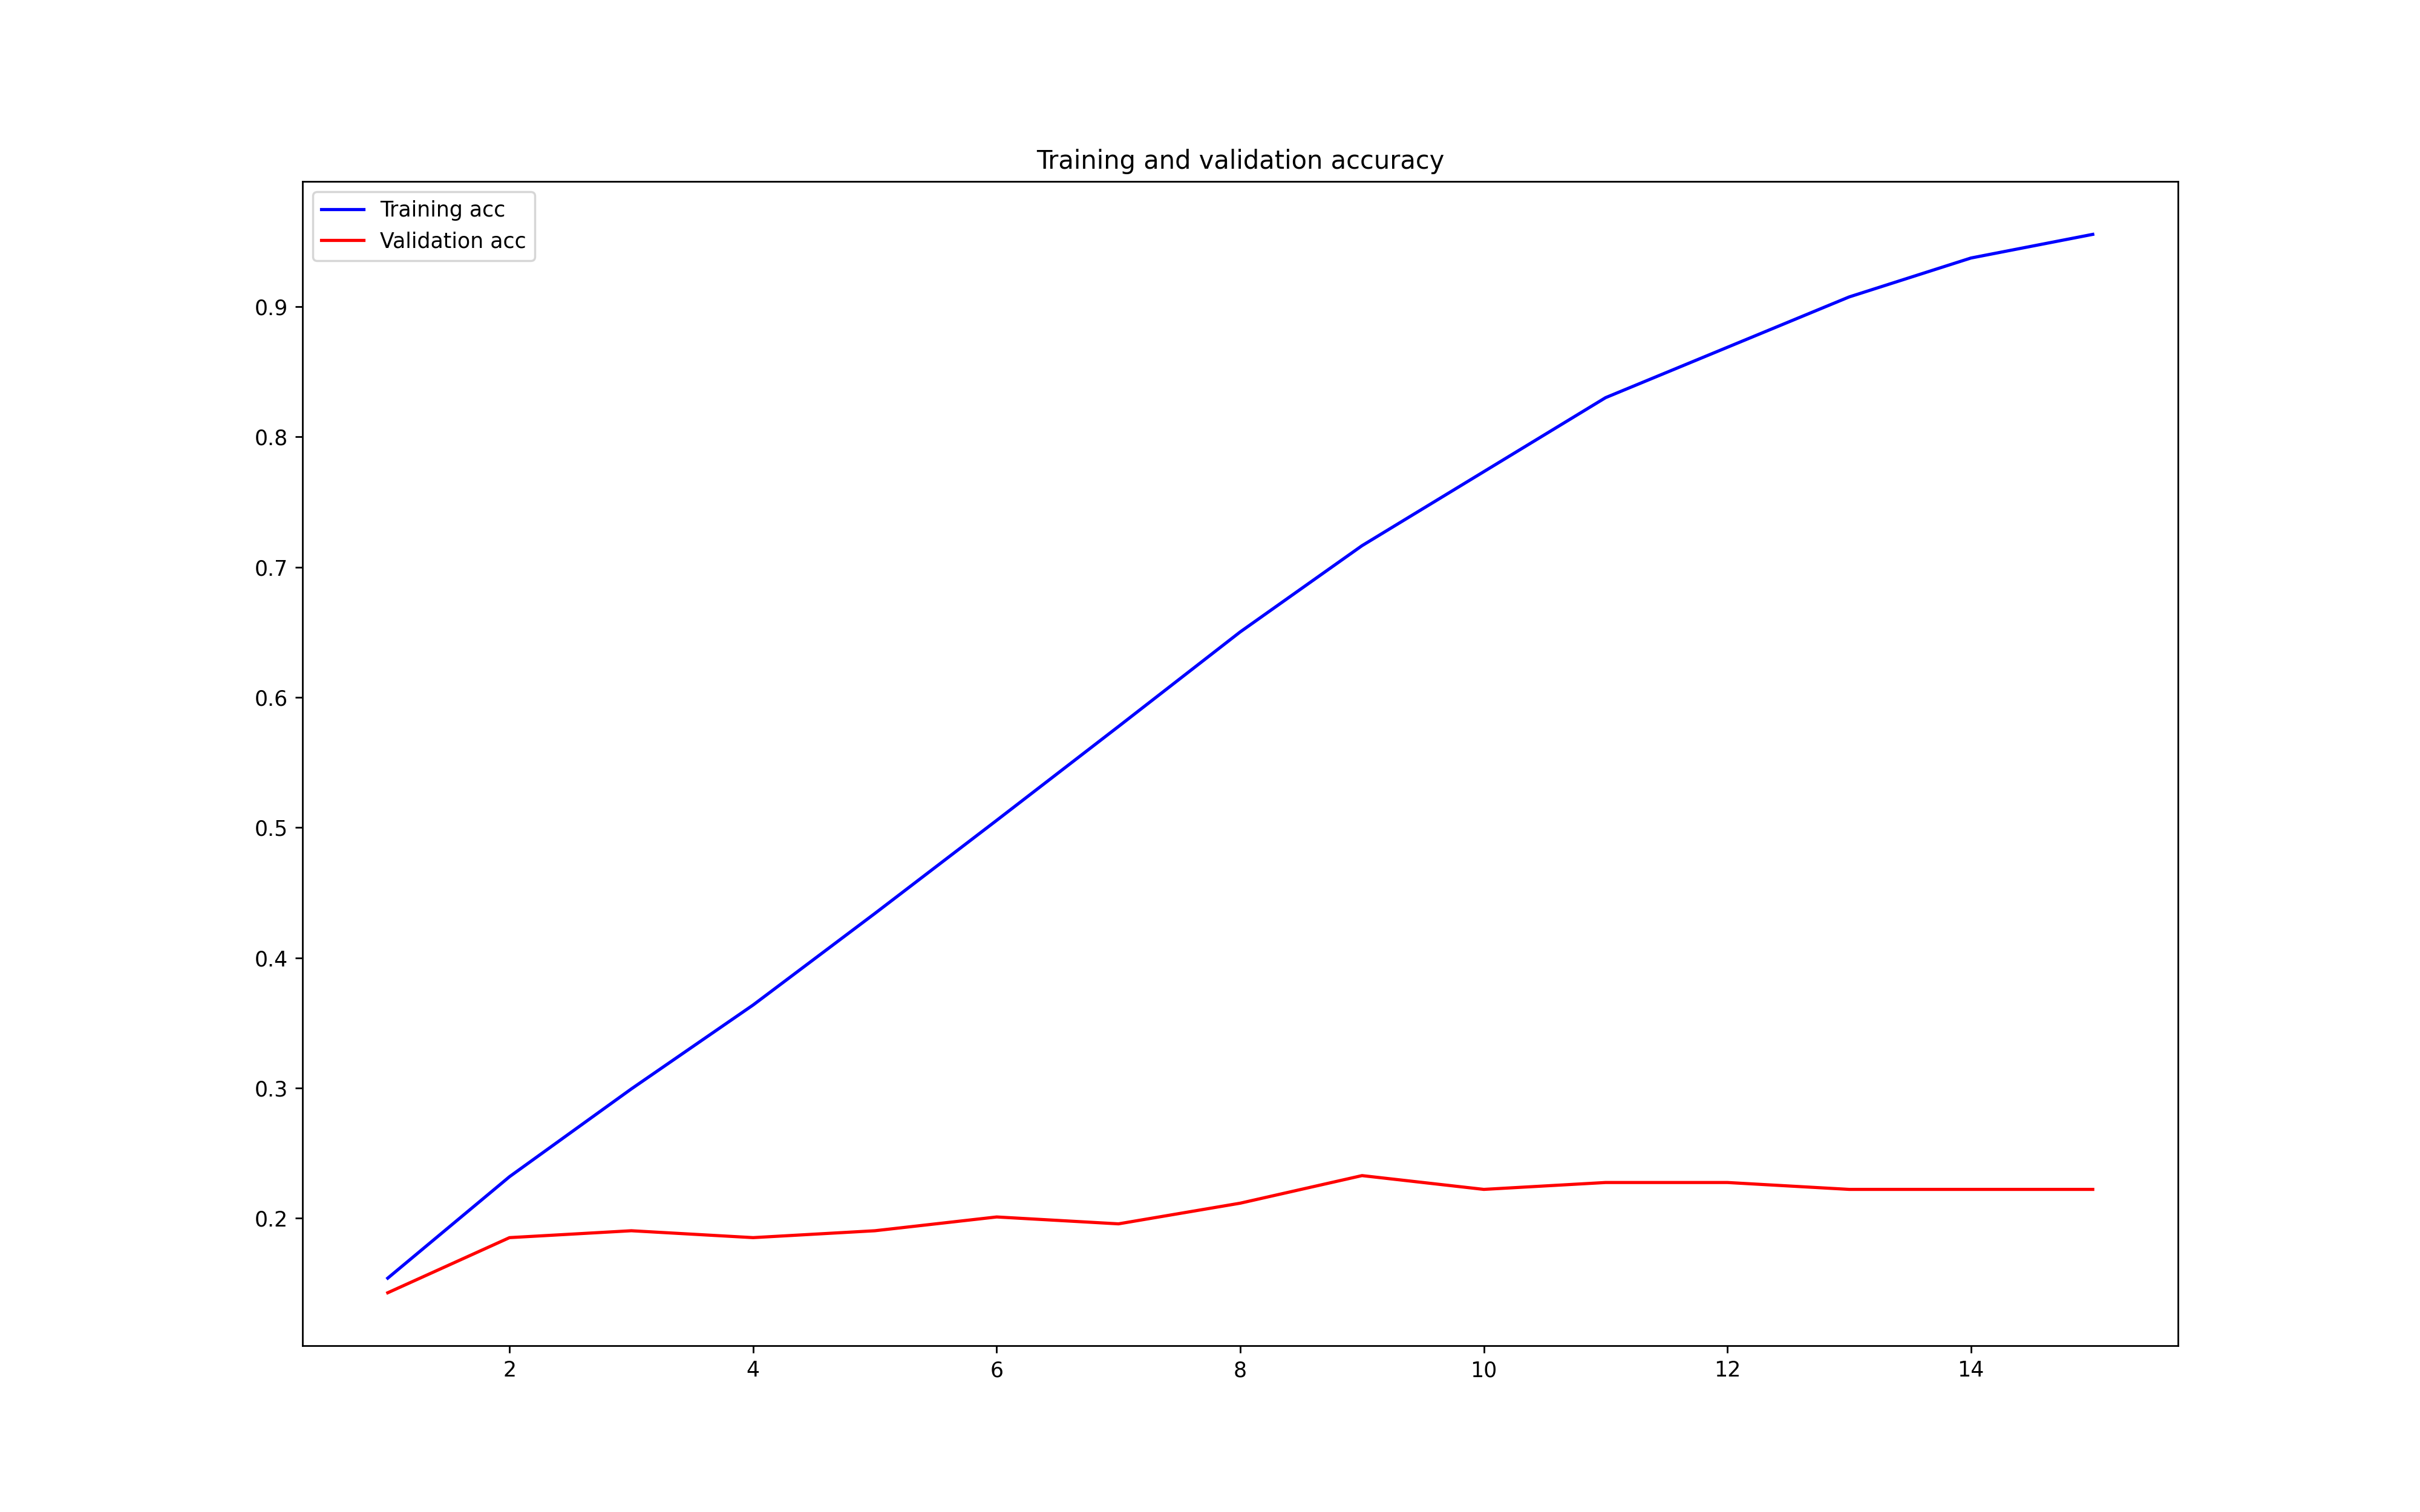 Training and validation accuracy
Training acc
Validation acc
0.9
0.8
0.7
0.6
0.5
0.4
0.3
0.2
2 4 6 8 10 12 14